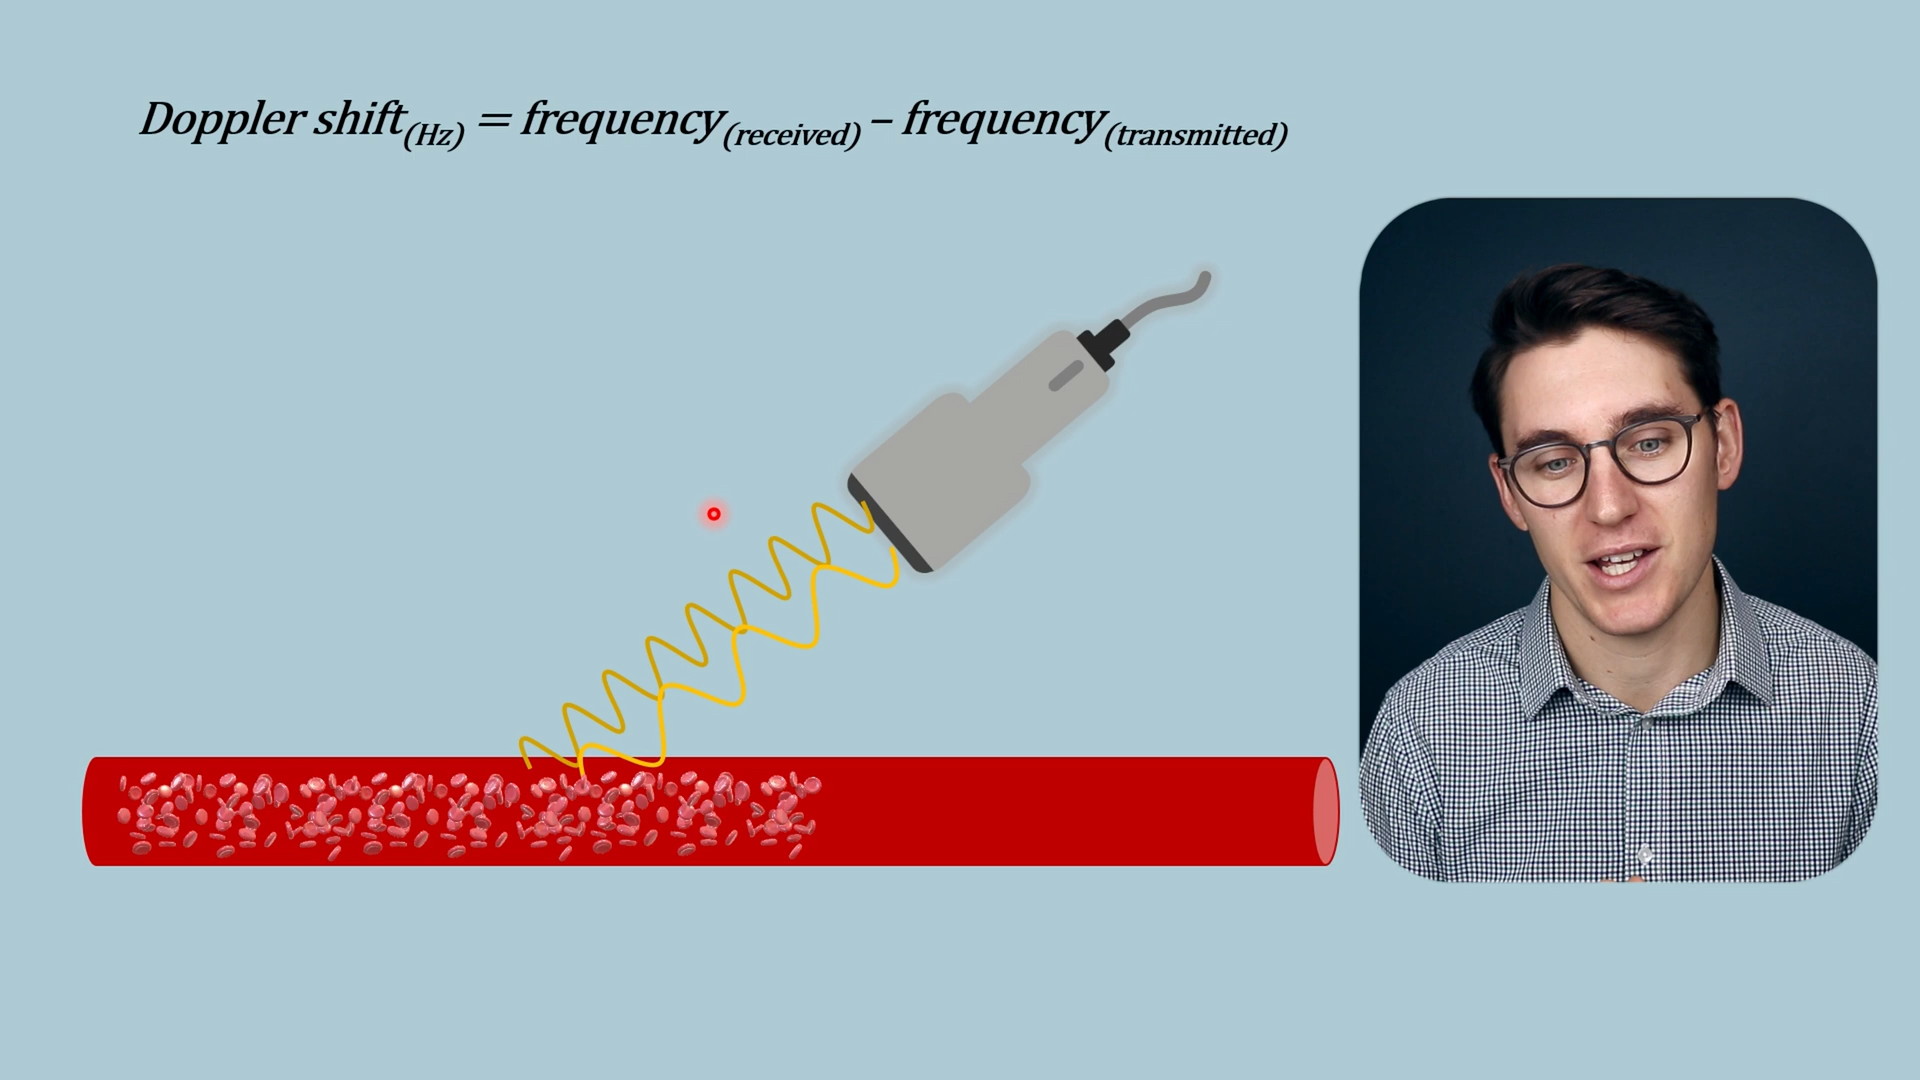 Doppler shift(Hz) = frequency(received) – frequency(transmitted)